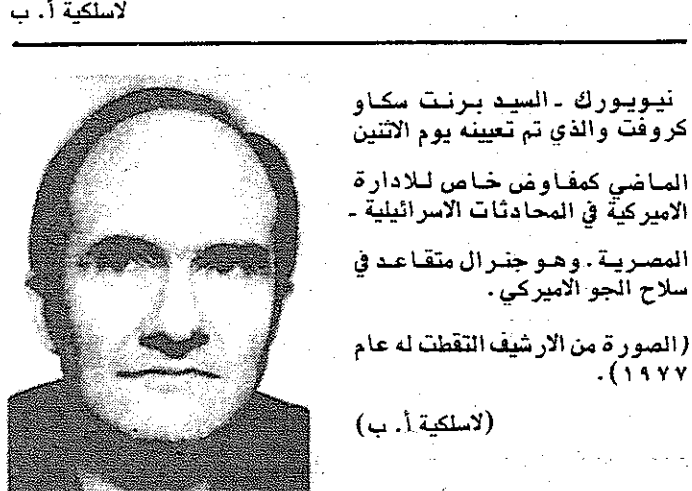 لاسلكية أ. ب
نيويورك - السيد برنت سكاو
كروفت والذي تم تعيينه يوم الاثنين
الماضي كمفاوض خاص للادارة
الاميركية في المحادثات الاسرائيلية -
المصرية. وهو جنرال متقاعد في
سلاح الجو الاميركي.
(الصورة من الارشيف التقطت له عام
١٩٧٧).
(لاسلكية أ. ب)